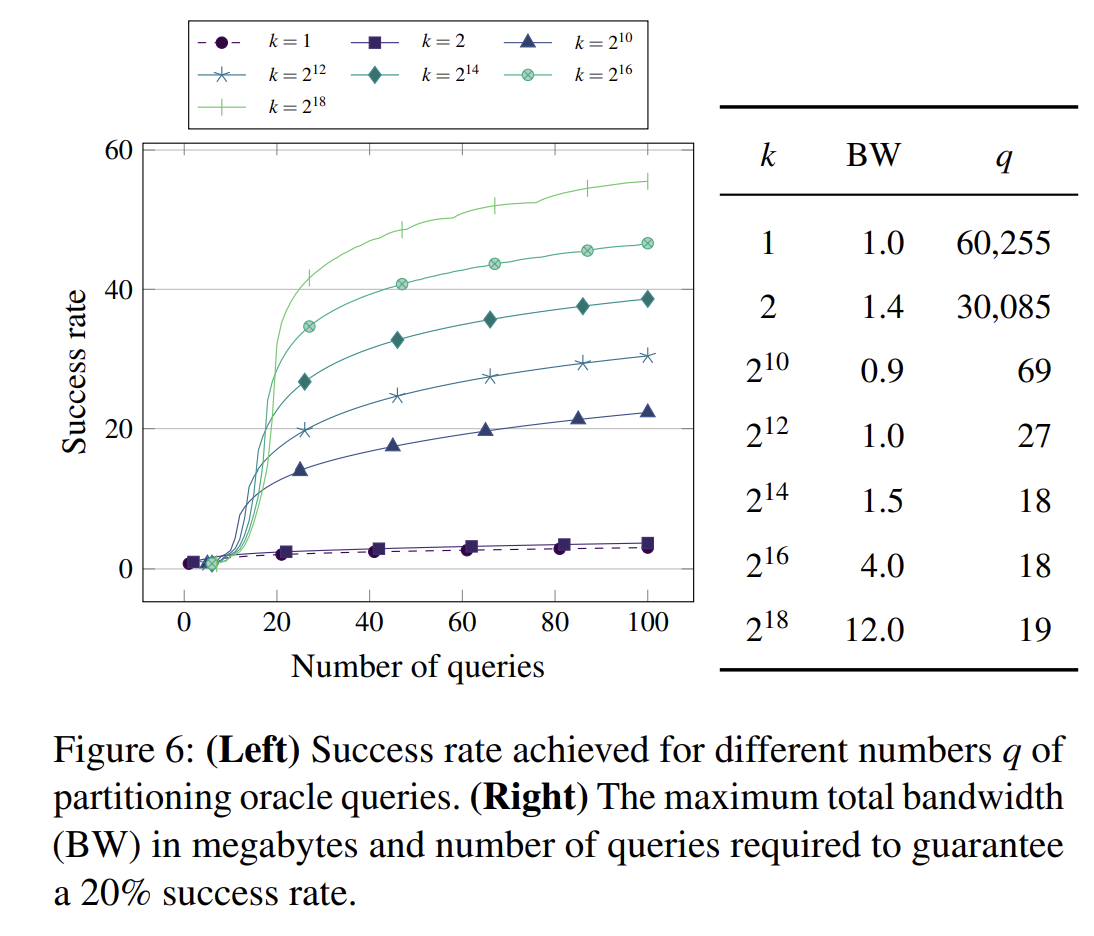 k = 1 k = 2 k = 2^10
k = 2^12 k = 2^14 k = 2^16
k = 2^18
60
40
20
0
Success rate
0 20 40 60 80 100
Number of queries
k BW q
1 1.0 60,255
2 1.4 30,085
2^10 0.9 69
2^12 1.0 27
2^14 1.5 18
2^16 4.0 18
2^18 12.0 19
Figure 6: (Left) Success rate achieved for different numbers q of
partitioning oracle queries. (Right) The maximum total bandwidth
(BW) in megabytes and number of queries required to guarantee
a 20% success rate.